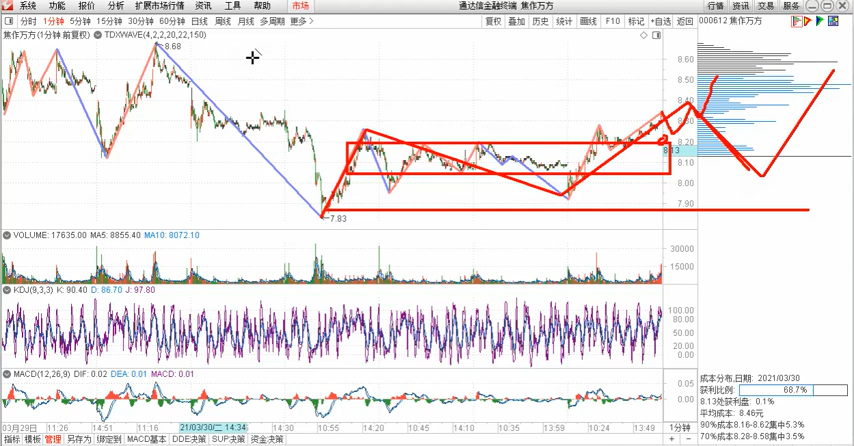 系统 功能 报价 分析 扩展市场行情 资讯 工具 帮助 市场 通达信金融终端 焦作万方 行情 资讯 交易 服务
分时 1分钟 5分钟 15分钟 30分钟 60分钟 日线 周线 月线 多周期 更多 复权 叠加 历史 统计 画线 F10 标记 +自选 返回 000612 焦作万方
焦作万方(1分钟.前复权) TDXWAVE(4,2,2,20,22,150)
8.68
8.60
8.50
8.40
8.30
8.20
8.13
8.00
7.90
7.83
VOLUME: 17635.00 MA5: 8855.40 MA10: 8072.10
30000
15000
KDJ(9,3,3) K: 90.40 D: 86.70 J: 97.80
100.00
80.00
50.00
20.00
0.00
MACD(12,26,9) DIF: 0.02 DEA: 0.01 MACD: 0.01
0.05
0.00
成本分布,日期: 2021/03/30
获利比例: 68.7%
8.13处获利盘: 0.1%
平均成本: 8.46元
90%成本8.16-8.62集中5.3%
70%成本8.17-8.50集中3.5%
03月29日 11:26 14:51 11:16 21/03/30/二 14:34 14:30 10:58 14:20 10:45 14:08 10:35 13:59 10:24 13:49 1分钟
指标 模板 管理 另存为 绑定到 MACD基本 DDE决策 SUP决策 资金决策 + -